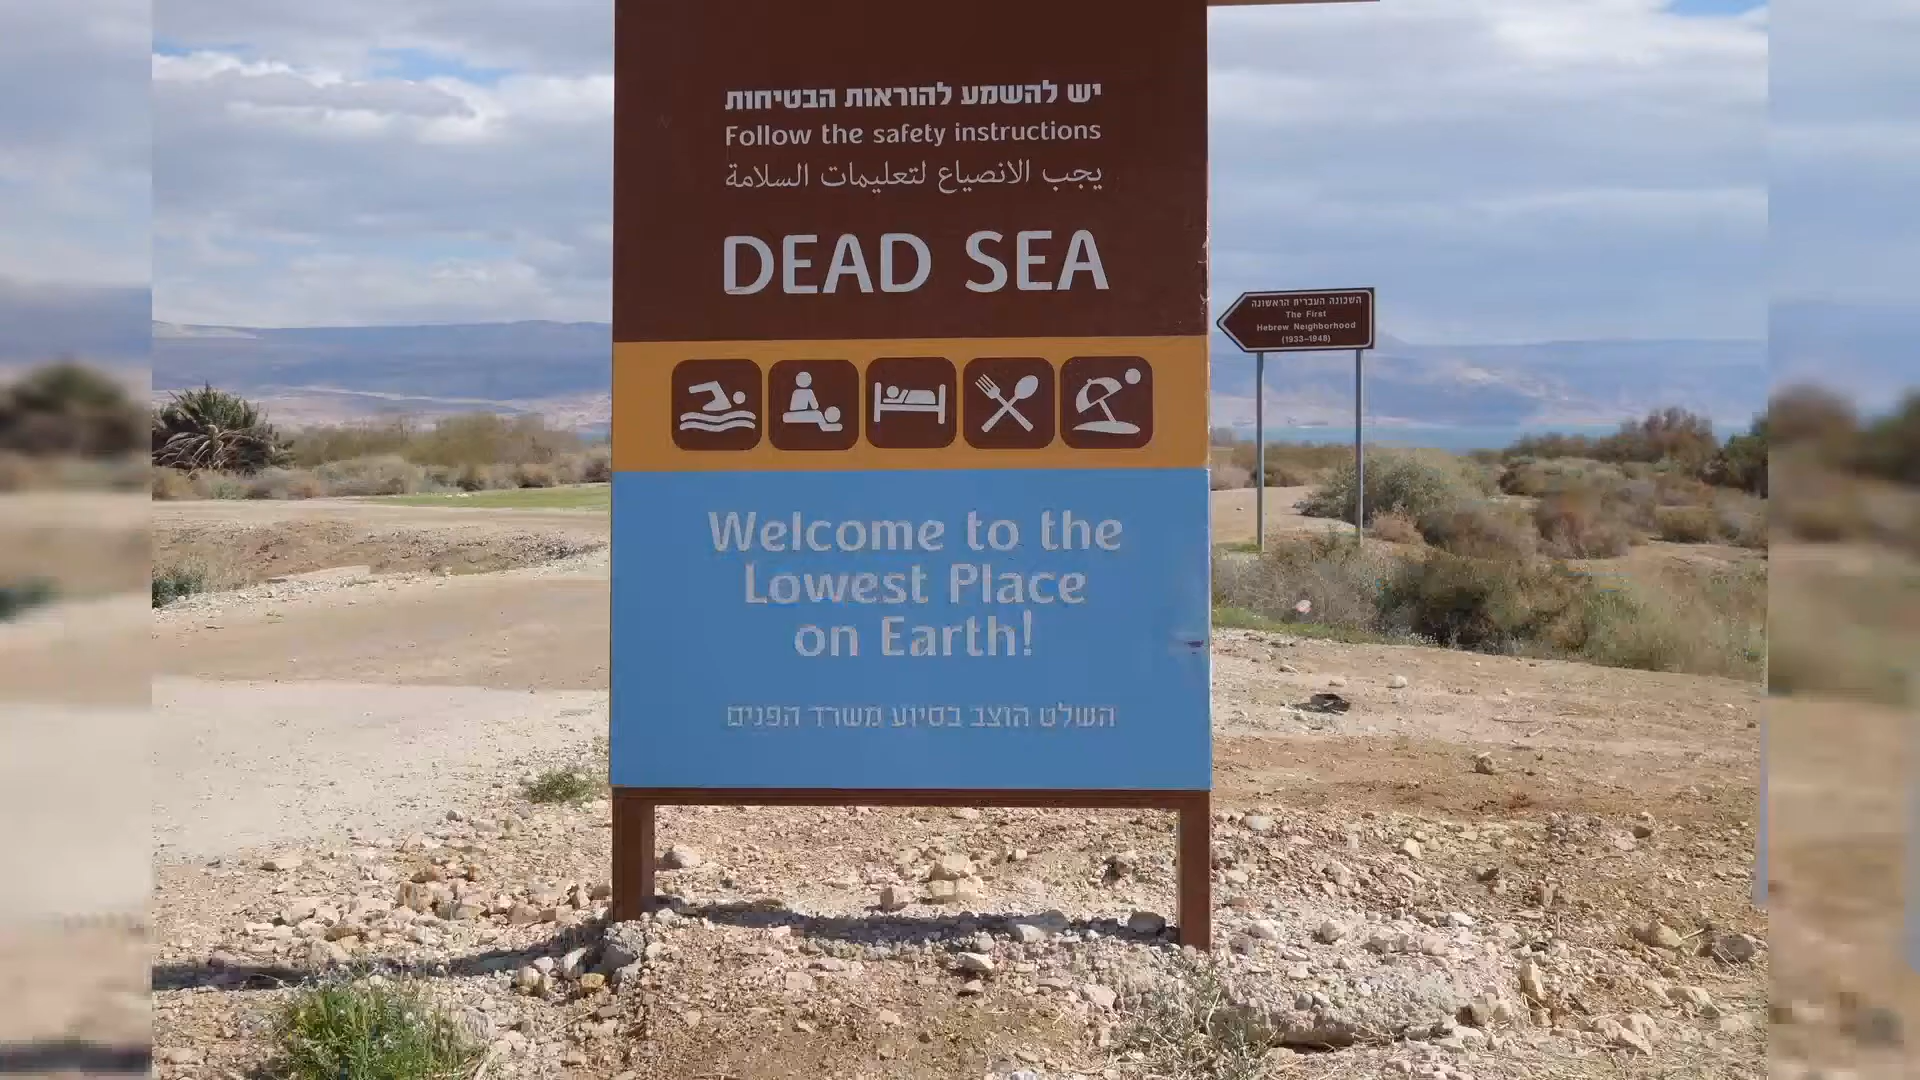 יש להשמע להוראות הבטיחות
Follow the safety instructions
يجب الانصياع لتعليمات السلامة
DEAD SEA
Welcome to the
Lowest Place
on Earth!
השלט הוצב בסיוע משרד הפנים
השכונה העברית הראשונה
The First
Hebrew Neighborhood
(1933-1948)